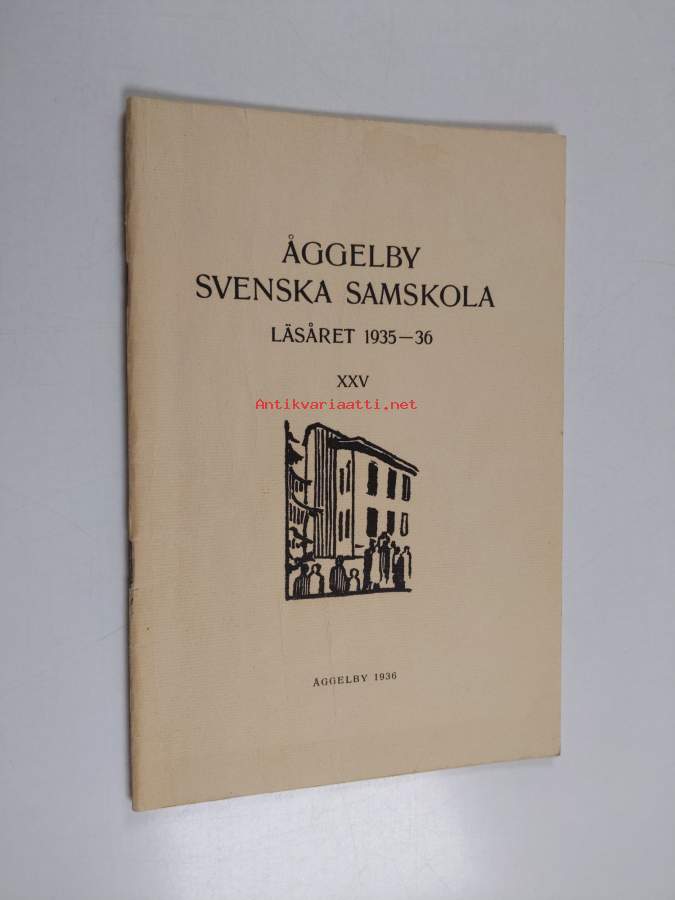 ÅGGELBY
SVENSKA SAMSKOLA
LÄSÅRET 1935—36
XXV
Antikvariaatti.net
ÅGGELBY 1936